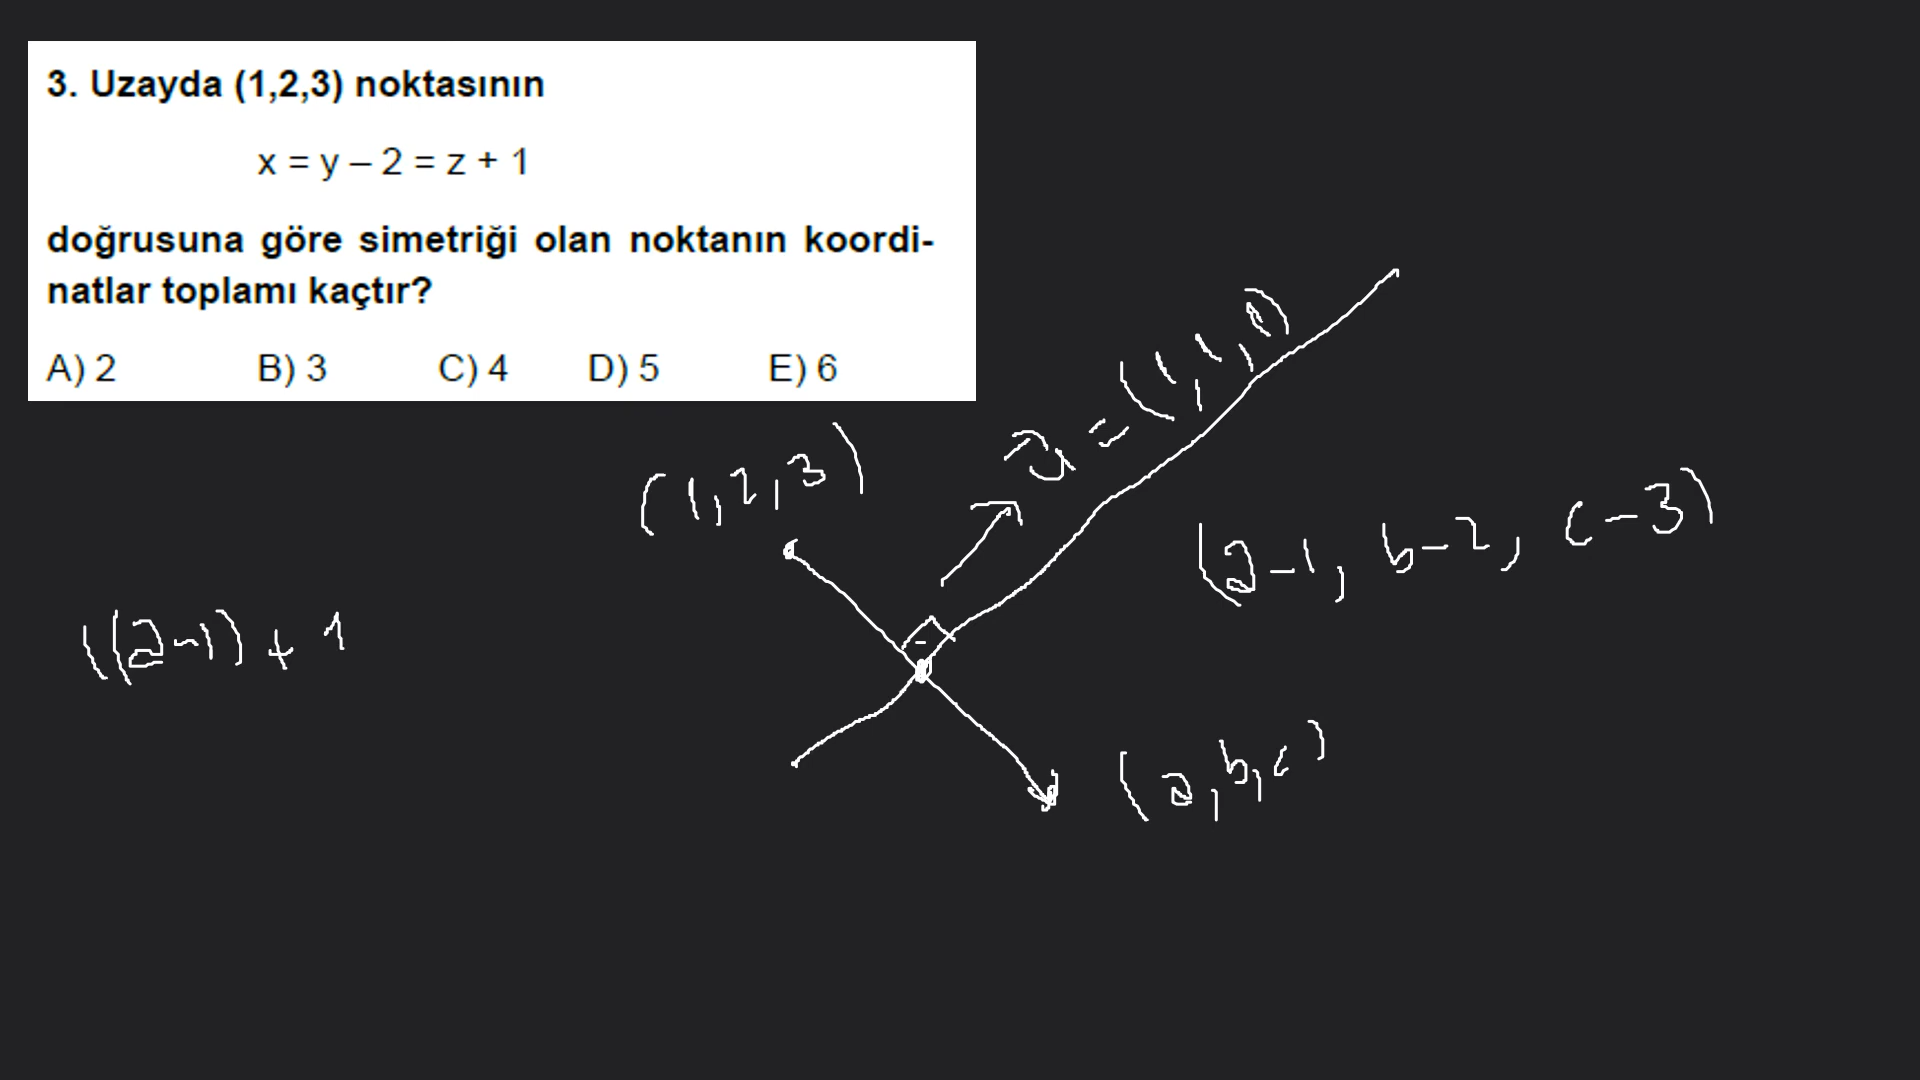 3. Uzayda (1,2,3) noktasının
x = y – 2 = z + 1
doğrusuna göre simetriği olan noktanın koordi-
natlar toplamı kaçtır?
A) 2 B) 3 C) 4 D) 5 E) 6
u = (1, 1, 1)
(1, 2, 3)
(a-1, b-2, c-3)
1(a-1) + 1
(a, b, c)